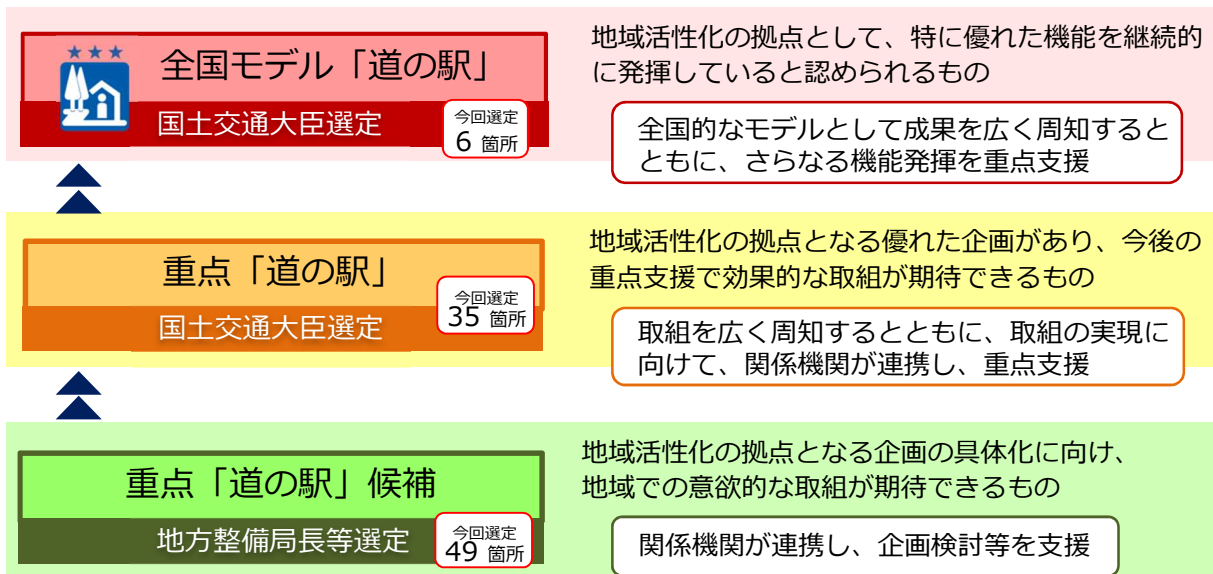 全国モデル「道の駅」
国土交通大臣選定
今回選定
6 箇所
地域活性化の拠点として、特に優れた機能を継続的
に発揮していると認められるもの
全国的なモデルとして成果を広く周知すると
ともに、さらなる機能発揮を重点支援
重点「道の駅」
国土交通大臣選定
今回選定
35 箇所
地域活性化の拠点となる優れた企画があり、今後の
重点支援で効果的な取組が期待できるもの
取組を広く周知するとともに、取組の実現に
向けて、関係機関が連携し、重点支援
重点「道の駅」候補
地方整備局長等選定
今回選定
49 箇所
地域活性化の拠点となる企画の具体化に向け、
地域での意欲的な取組が期待できるもの
関係機関が連携し、企画検討等を支援